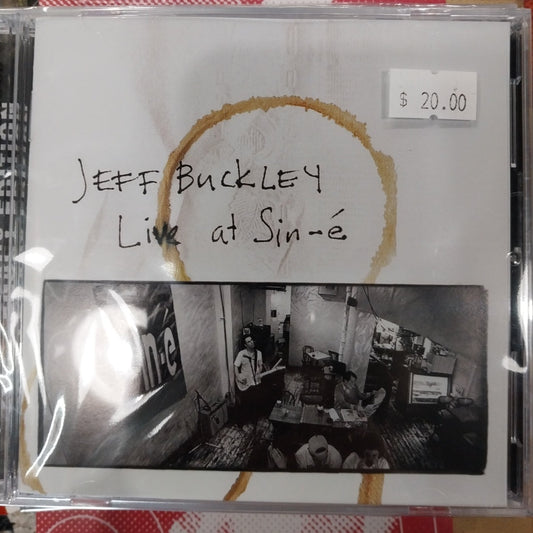 $ 20.00
JEFF BUCKLEY
Live at Sin-é
n-é